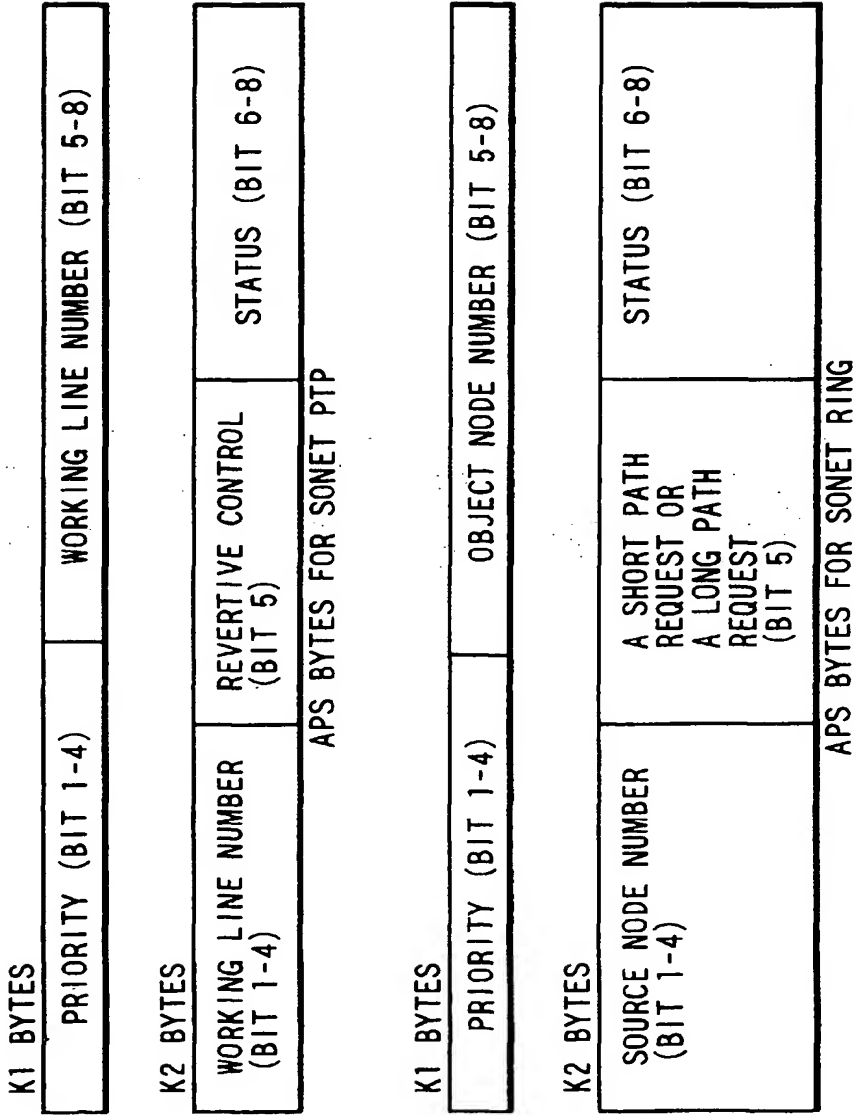 K1 BYTES
PRIORITY (BIT 1-4)
WORKING LINE NUMBER (BIT 5-8)
K2 BYTES
WORKING LINE NUMBER
(BIT 1-4)
REVERTIVE CONTROL
(BIT 5)
STATUS (BIT 6-8)
APS BYTES FOR SONET PTP
K1 BYTES
PRIORITY (BIT 1-4)
OBJECT NODE NUMBER (BIT 5-8)
K2 BYTES
SOURCE NODE NUMBER
(BIT 1-4)
A SHORT PATH
REQUEST OR
A LONG PATH
REQUEST
(BIT 5)
STATUS (BIT 6-8)
APS BYTES FOR SONET RING